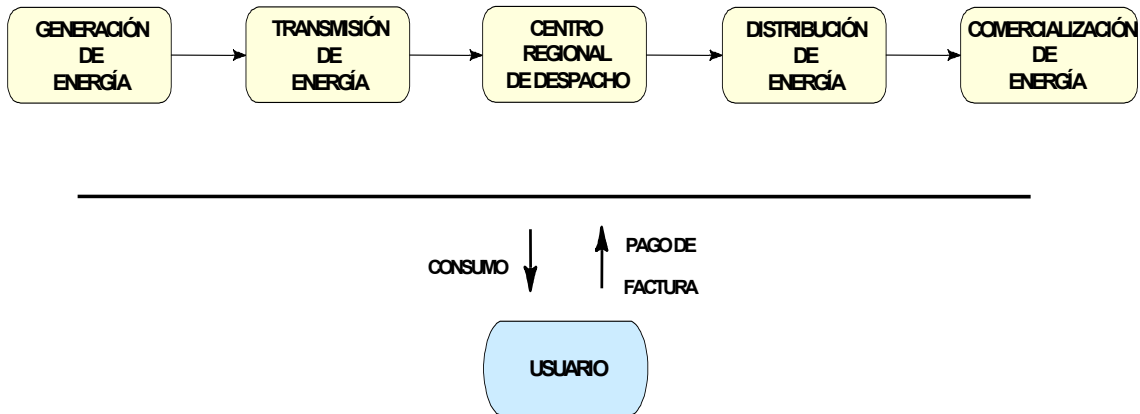 GENERACIÓN
DE
ENERGÍA
TRANSMISIÓN
DE
ENERGÍA
CENTRO
REGIONAL
DE DESPACHO
DISTRIBUCIÓN
DE
ENERGÍA
COMERCIALIZACIÓN
DE
ENERGÍA
CONSUMO
PAGO DE
FACTURA
USUARIO